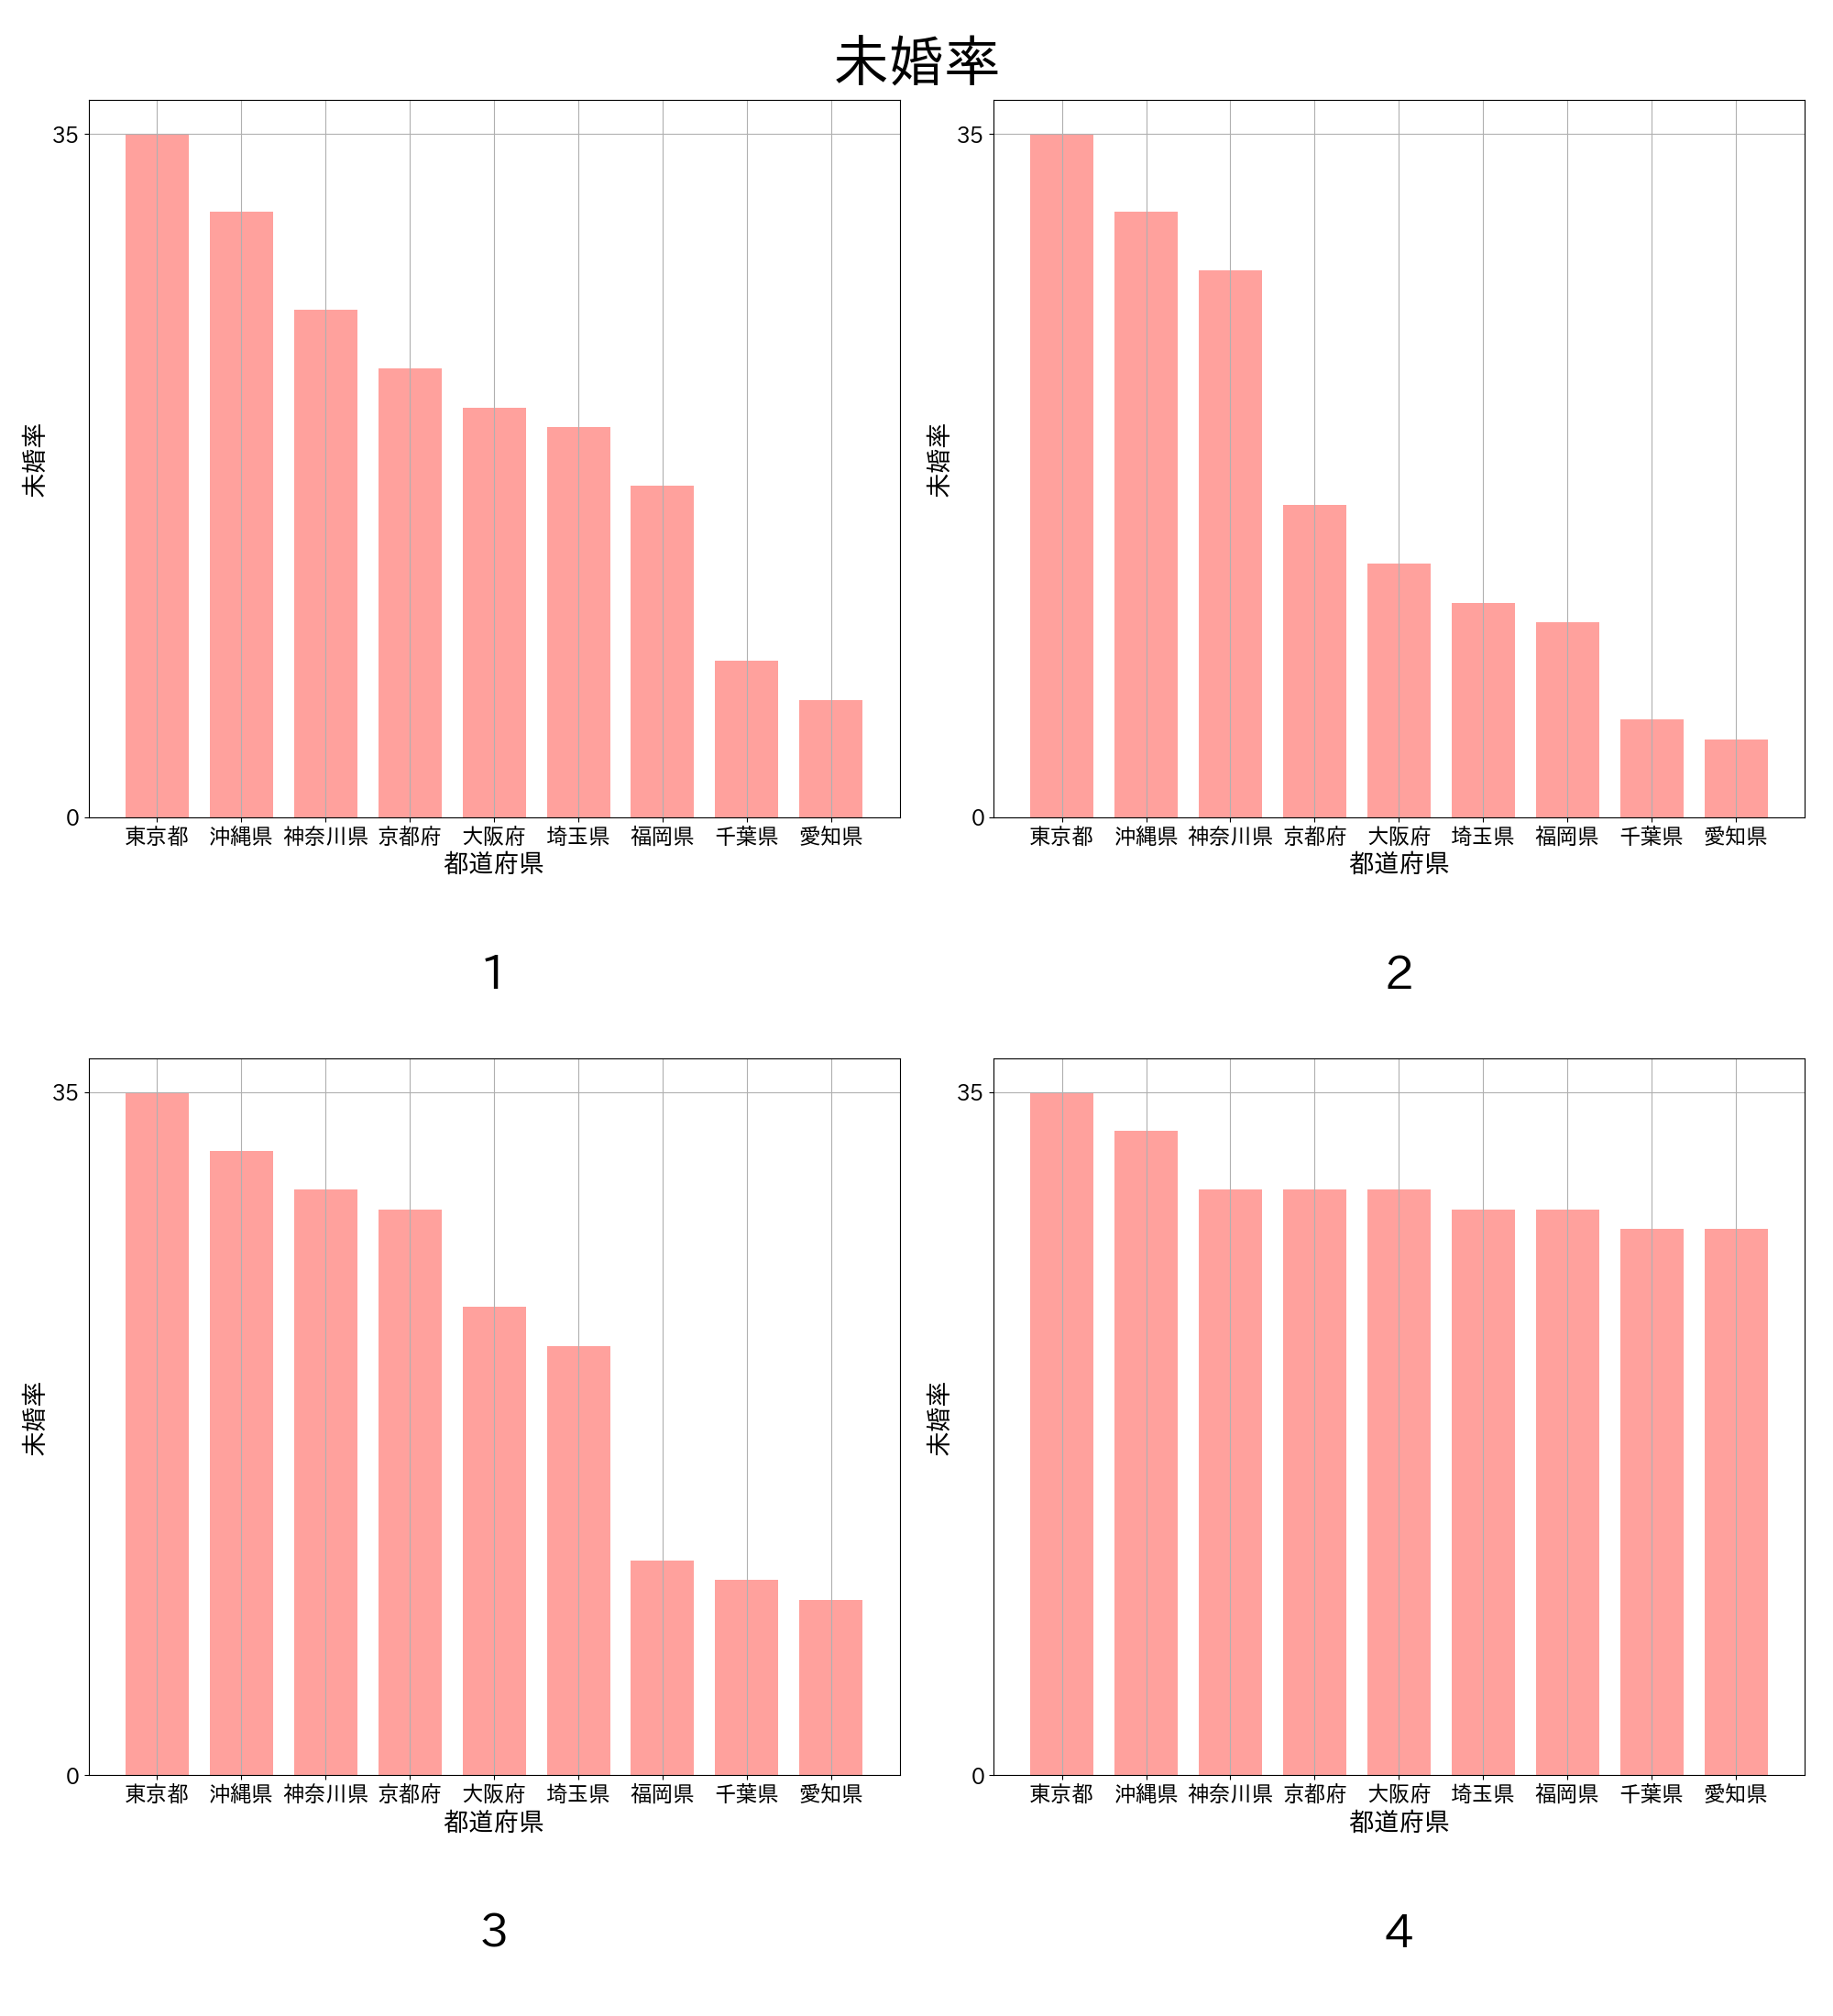 未婚率
35
0
未婚率
東京都 沖縄県 神奈川県 京都府 大阪府 埼玉県 福岡県 千葉県 愛知県
都道府県
1
35
0
未婚率
東京都 沖縄県 神奈川県 京都府 大阪府 埼玉県 福岡県 千葉県 愛知県
都道府県
2
35
0
未婚率
東京都 沖縄県 神奈川県 京都府 大阪府 埼玉県 福岡県 千葉県 愛知県
都道府県
3
35
0
未婚率
東京都 沖縄県 神奈川県 京都府 大阪府 埼玉県 福岡県 千葉県 愛知県
都道府県
4